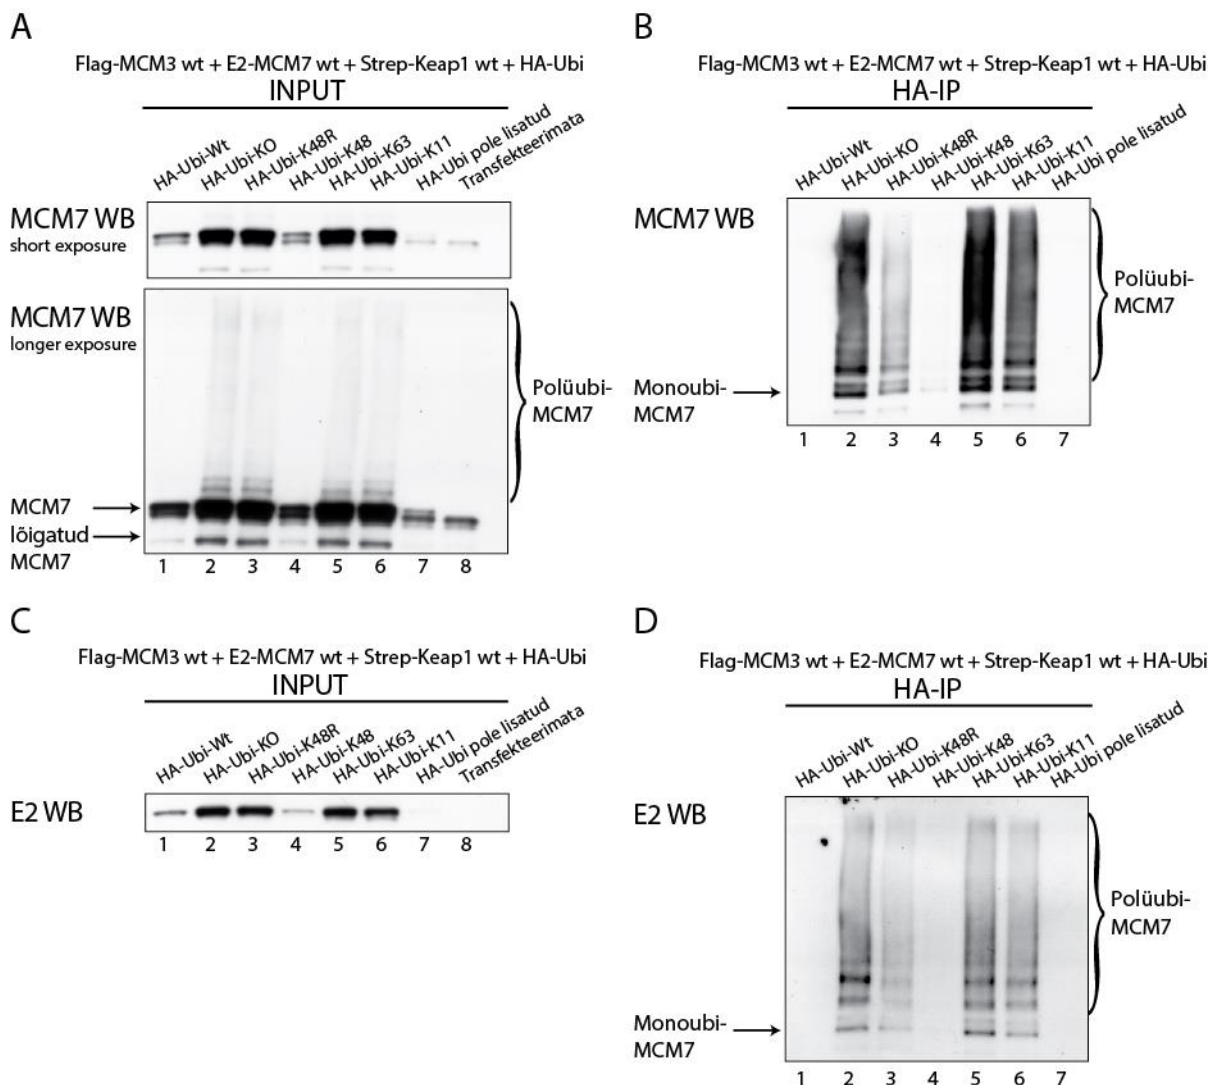 A
Flag-MCM3 wt + E2-MCM7 wt + Strep-Keap1 wt + HA-Ubi
INPUT
HA-Ubi-Wt
HA-Ubi-KO
HA-Ubi-K48R
HA-Ubi-K48
HA-Ubi-K63
HA-Ubi-K11
HA-Ubi pole lisatud
Transfekteerimata
MCM7 WB
short exposure
MCM7 WB
longer exposure
Polüubi-
MCM7
MCM7
lõigatud
MCM7
1 2 3 4 5 6 7 8
B
Flag-MCM3 wt + E2-MCM7 wt + Strep-Keap1 wt + HA-Ubi
HA-IP
HA-Ubi-Wt
HA-Ubi-KO
HA-Ubi-K48R
HA-Ubi-K48
HA-Ubi-K63
HA-Ubi-K11
HA-Ubi pole lisatud
MCM7 WB
Polüubi-
MCM7
Monoubi-
MCM7
1 2 3 4 5 6 7
C
Flag-MCM3 wt + E2-MCM7 wt + Strep-Keap1 wt + HA-Ubi
INPUT
HA-Ubi-Wt
HA-Ubi-KO
HA-Ubi-K48R
HA-Ubi-K48
HA-Ubi-K63
HA-Ubi-K11
HA-Ubi pole lisatud
Transfekteerimata
E2 WB
1 2 3 4 5 6 7 8
D
Flag-MCM3 wt + E2-MCM7 wt + Strep-Keap1 wt + HA-Ubi
HA-IP
HA-Ubi-Wt
HA-Ubi-KO
HA-Ubi-K48R
HA-Ubi-K48
HA-Ubi-K63
HA-Ubi-K11
HA-Ubi pole lisatud
E2 WB
Polüubi-
MCM7
Monoubi-
MCM7
1 2 3 4 5 6 7